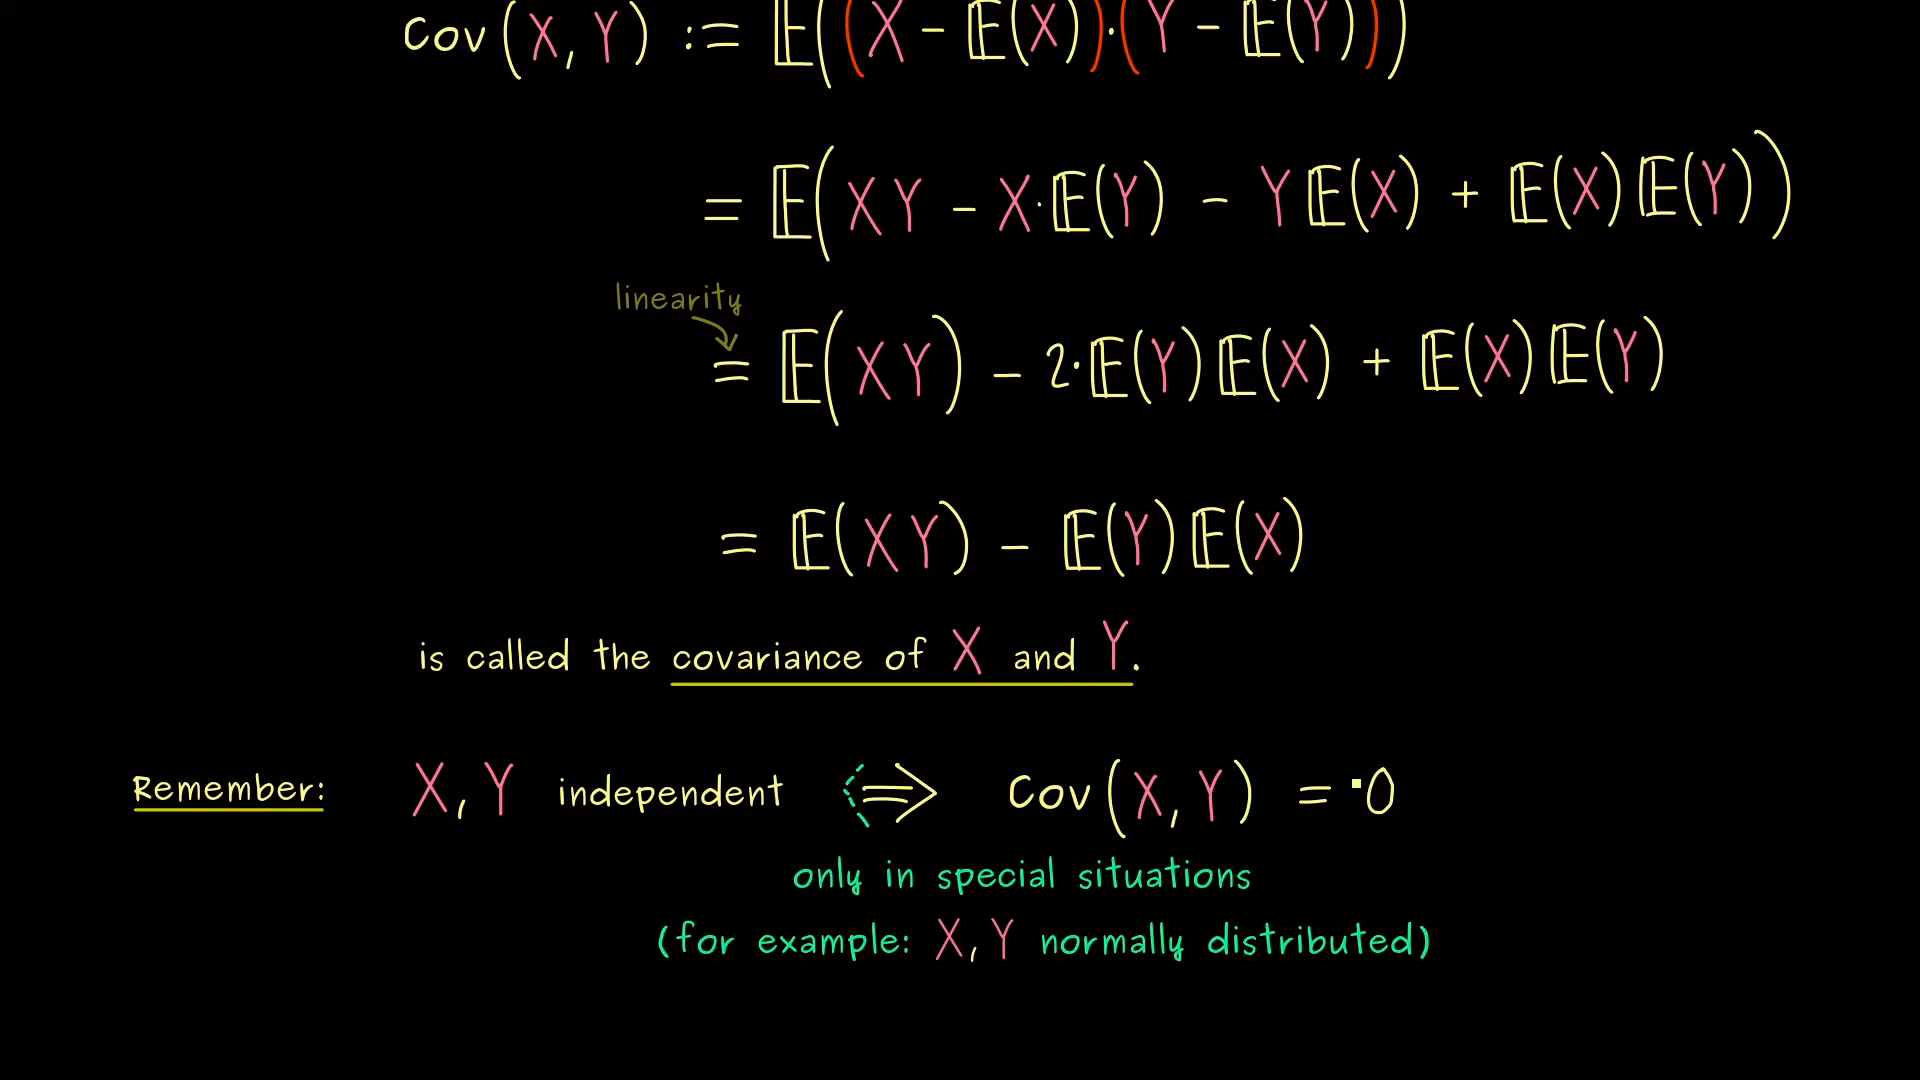 Cov(X, Y) := 𝔼((X − 𝔼(X))·(Y − 𝔼(Y)))
= 𝔼(XY − X·𝔼(Y) − Y𝔼(X) + 𝔼(X)𝔼(Y))
linearity
= 𝔼(XY) − 2·𝔼(Y)𝔼(X) + 𝔼(X)𝔼(Y)
= 𝔼(XY) − 𝔼(Y)𝔼(X)
is called the covariance of X and Y.
Remember: X, Y independent ⇒ Cov(X, Y) = 0
only in special situations
(for example: X, Y normally distributed)